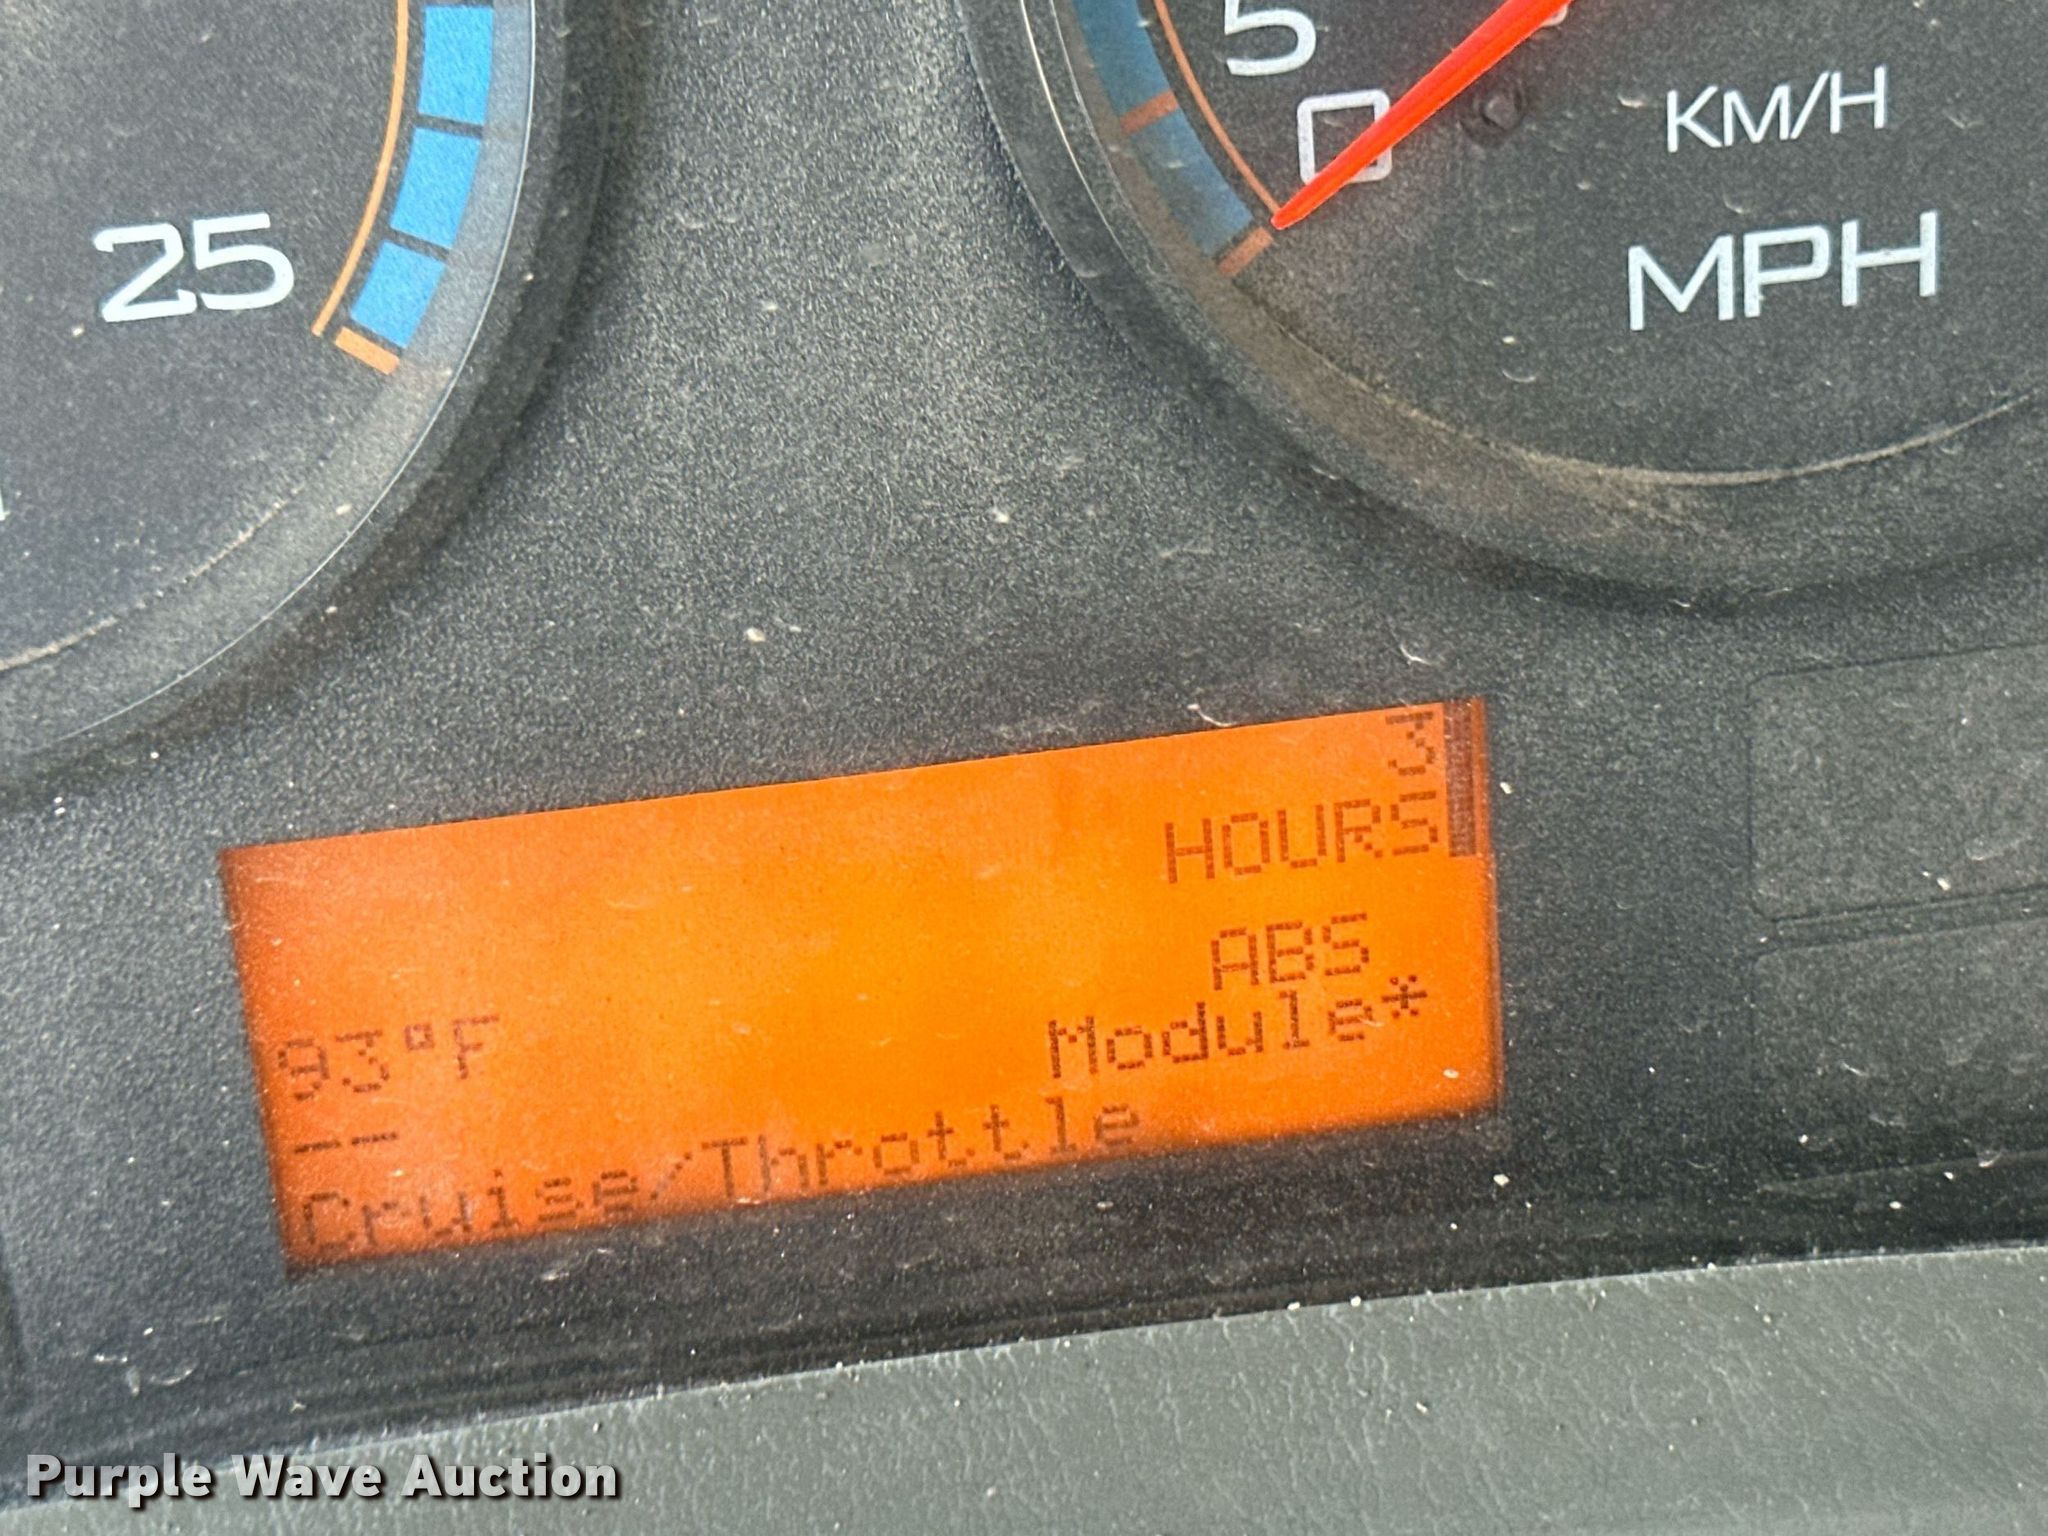 25
5
0
KM/H
MPH
3
HOURS
ABS
Module*
93°F
--
Cruise/Throttle
Purple Wave Auction